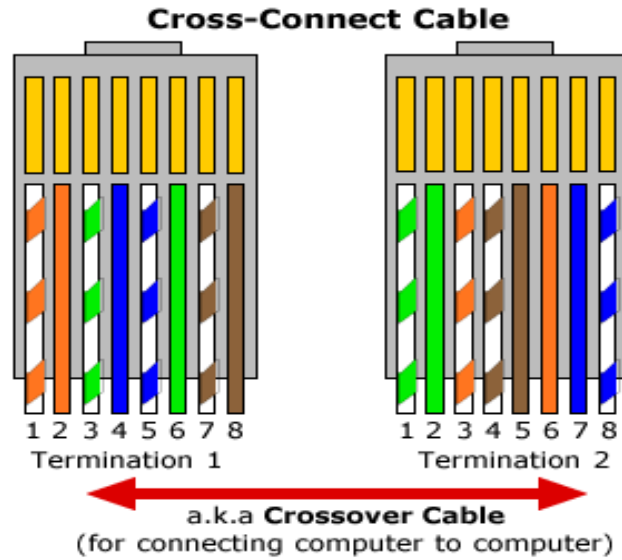 Cross-Connect Cable
1 2 3 4 5 6 7 8
Termination 1
1 2 3 4 5 6 7 8
Termination 2
a.k.a Crossover Cable
(for connecting computer to computer)